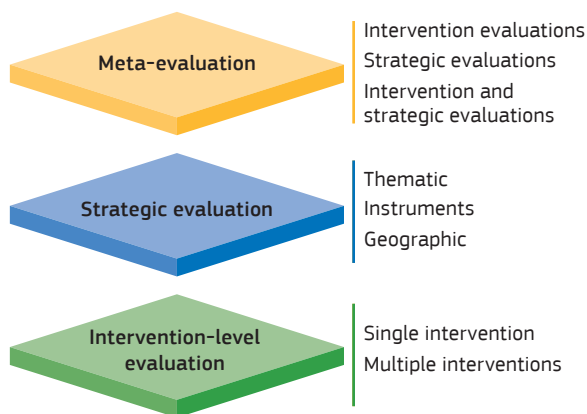 Meta-evaluation
Intervention evaluations
Strategic evaluations
Intervention and
strategic evaluations
Strategic evaluation
Thematic
Instruments
Geographic
Intervention-level
evaluation
Single intervention
Multiple interventions